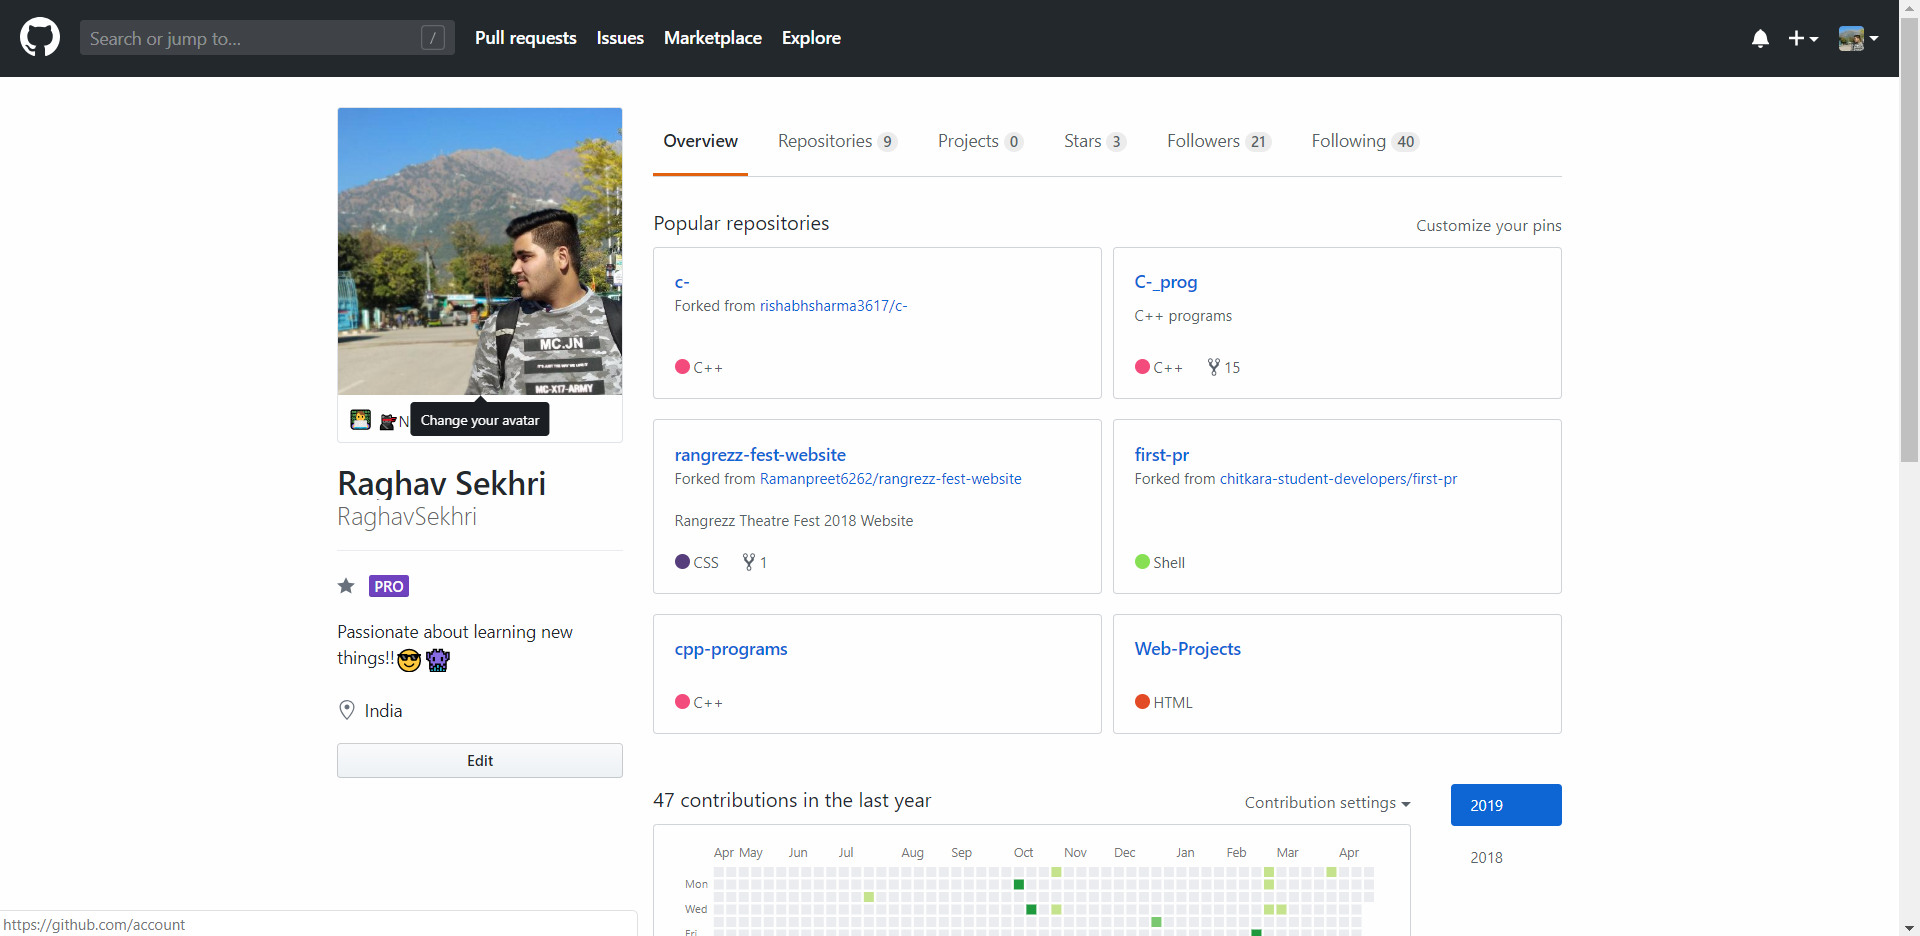 Search or jump to...
/
Pull requests
Issues
Marketplace
Explore
MC.JN
MC-X17-ARMY
N
Change your avatar
Raghav Sekhri
RaghavSekhri
PRO
Passionate about learning new
things!!😎👾
India
Edit
Overview
Repositories 9
Projects 0
Stars 3
Followers 21
Following 40
Popular repositories
Customize your pins
c-
Forked from rishabhsharma3617/c-
C++
C-_prog
C++ programs
C++ 15
rangrezz-fest-website
Forked from Ramanpreet6262/rangrezz-fest-website
Rangrezz Theatre Fest 2018 Website
CSS 1
first-pr
Forked from chitkara-student-developers/first-pr
Shell
cpp-programs
C++
Web-Projects
HTML
47 contributions in the last year
Contribution settings
2019
2018
Apr May Jun Jul Aug Sep Oct Nov Dec Jan Feb Mar Apr
Mon
Wed
Fri
https://github.com/account